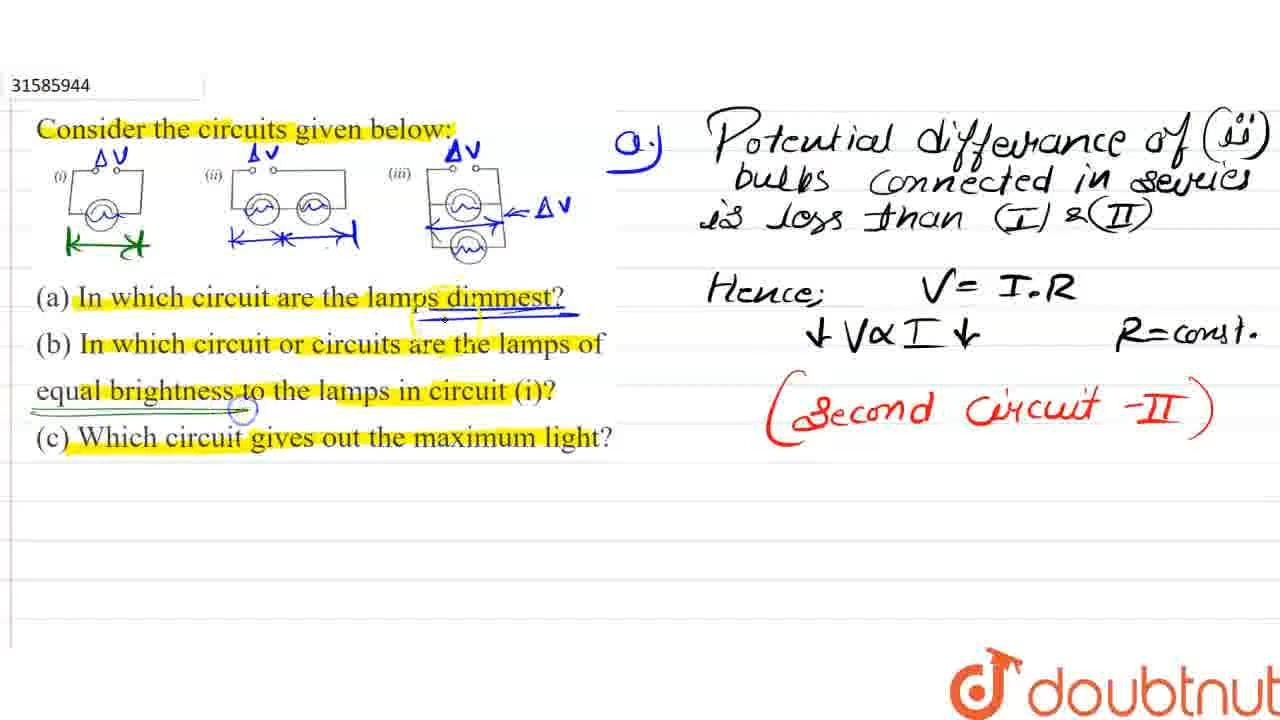 31585944
Consider the circuits given below:
ΔV ΔV ΔV
(i) (ii) (iii)
ΔV
(a) In which circuit are the lamps dimmest?
(b) In which circuit or circuits are the lamps of
equal brightness to the lamps in circuit (i)?
(c) Which circuit gives out the maximum light?
a.) Potential differance of (ii)
bulbs connected in series
is loss than (I) & (II)
Hence; V = I.R
↓ V ∝ I ↓ R = const.
(second circuit -II)
doubtnut